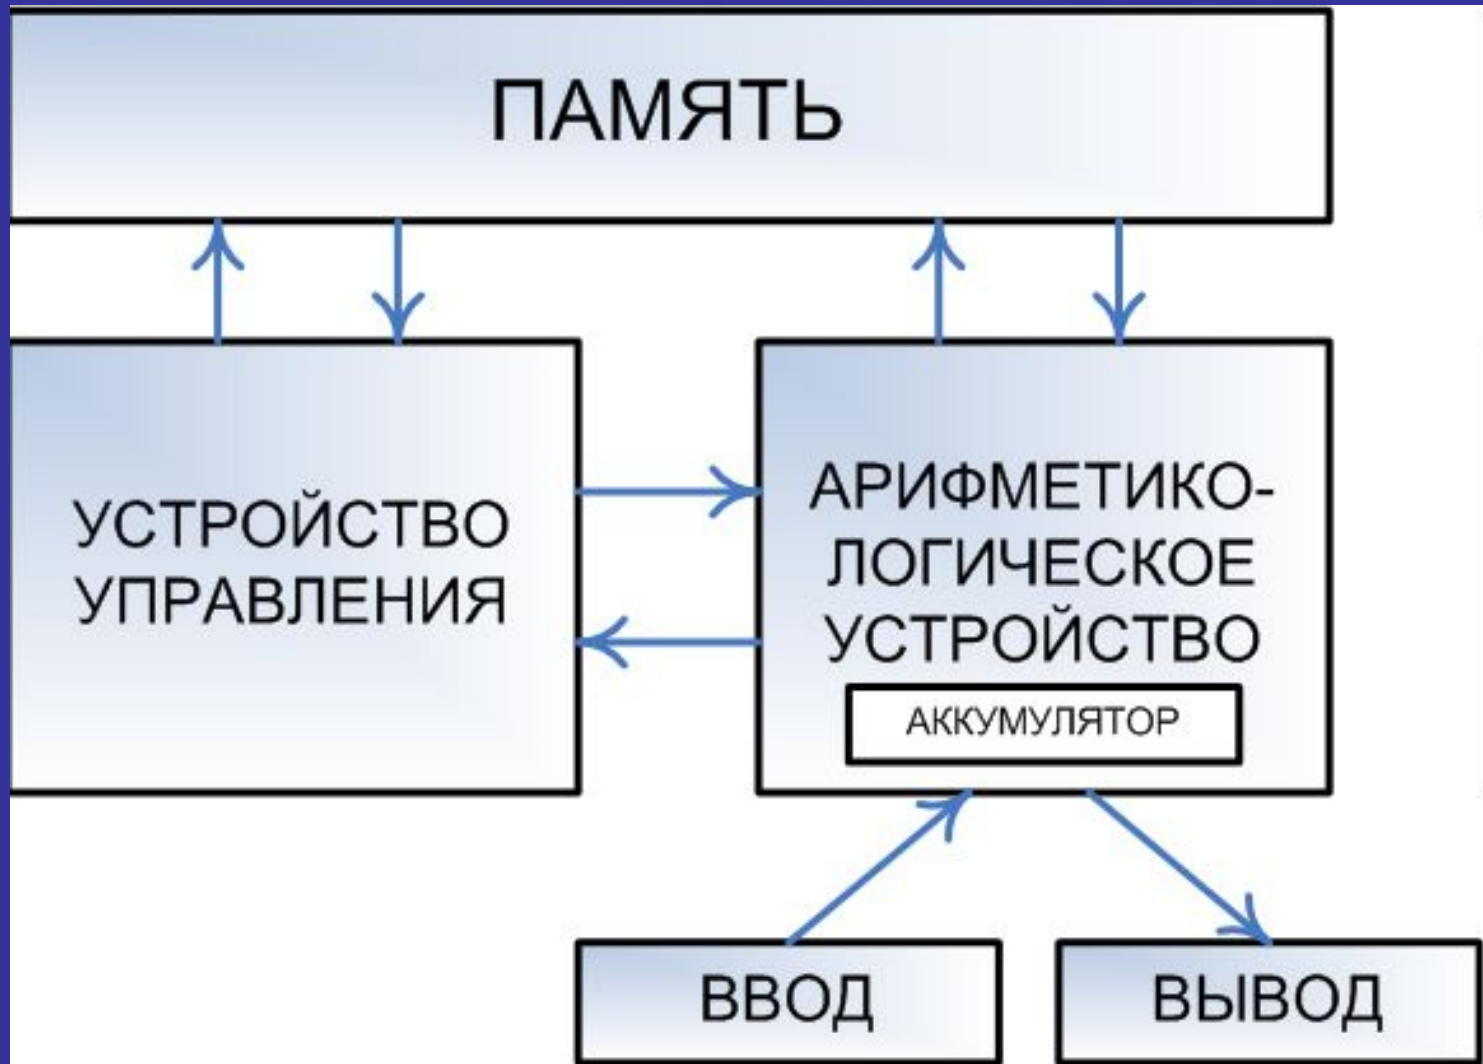 ПАМЯТЬ
УСТРОЙСТВО
УПРАВЛЕНИЯ
АРИФМЕТИКО-
ЛОГИЧЕСКОЕ
УСТРОЙСТВО
АККУМУЛЯТОР
ВВОД
ВЫВОД